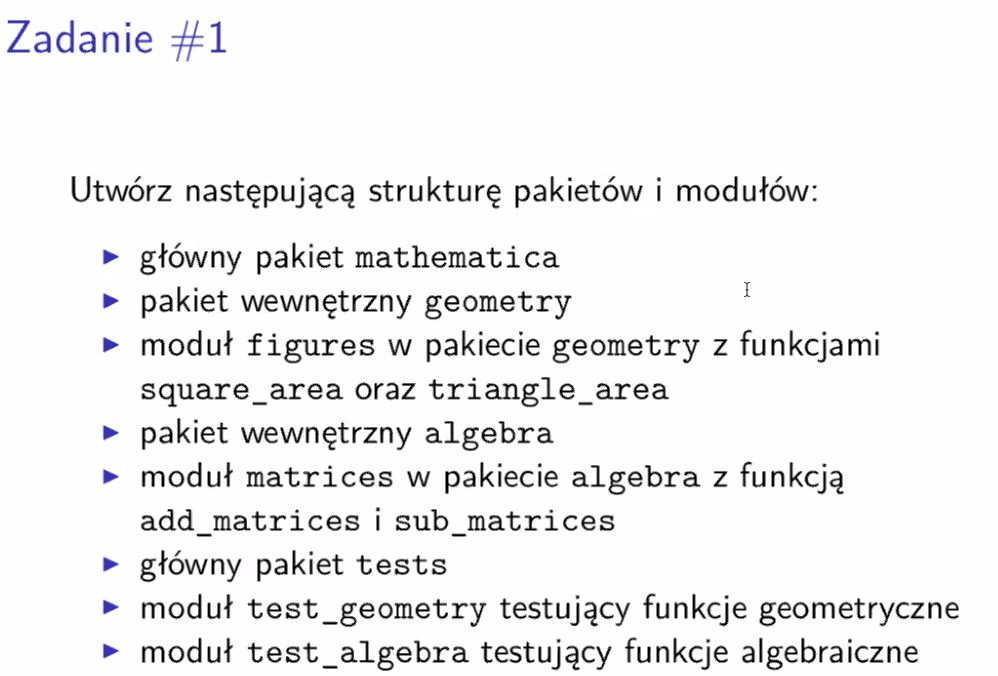 Zadanie #1
Utwórz następującą strukturę pakietów i modułów:
► główny pakiet mathematica
► pakiet wewnętrzny geometry
► moduł figures w pakiecie geometry z funkcjami
square_area oraz triangle_area
► pakiet wewnętrzny algebra
► moduł matrices w pakiecie algebra z funkcją
add_matrices i sub_matrices
► główny pakiet tests
► moduł test_geometry testujący funkcje geometryczne
► moduł test_algebra testujący funkcje algebraiczne